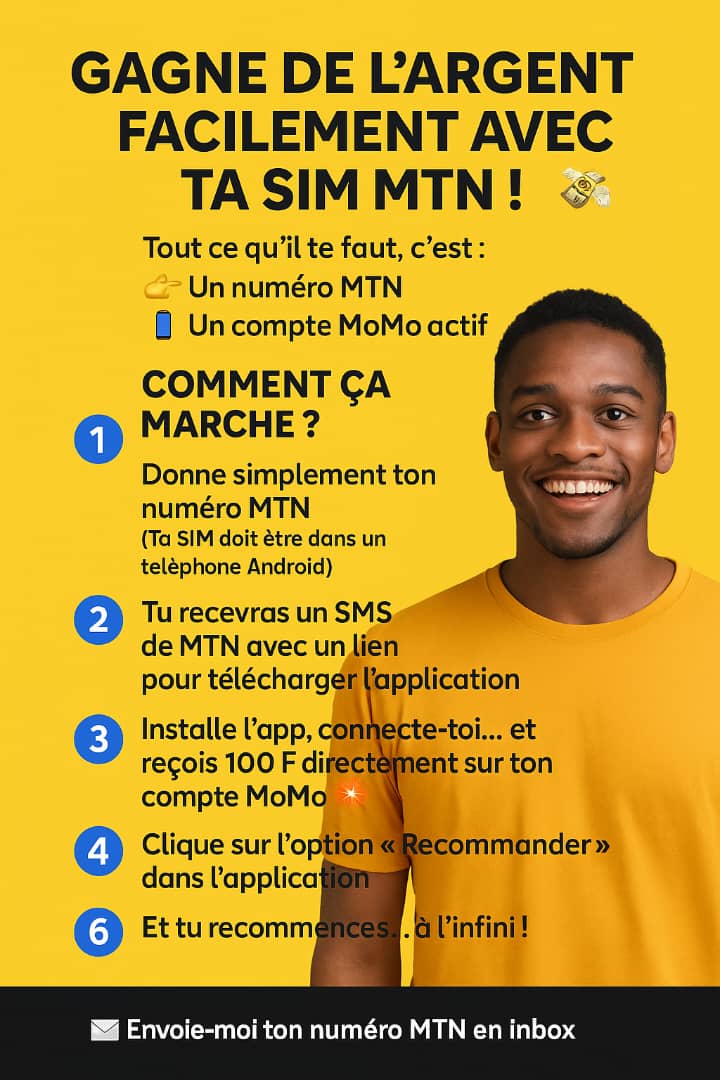 GAGNE DE L'ARGENT
FACILEMENT AVEC
TA SIM MTN ! 💸
Tout ce qu'il te faut, c'est :
👉 Un numéro MTN
📱 Un compte MoMo actif
COMMENT ÇA
MARCHE ?
1
Donne simplement ton
numéro MTN
(Ta SIM doit ètre dans un
telèphone Android)
2 Tu recevras un SMS
de MTN avec un lien
pour télécharger l'application
3 Installe l'app, connecte-toi... et
reçois 100 F directement sur ton
compte MoMo 💥
4 Clique sur l'option « Recommander »
dans l'application
6 Et tu recommences... à l'infini !
✉ Envoie-moi ton numéro MTN en inbox